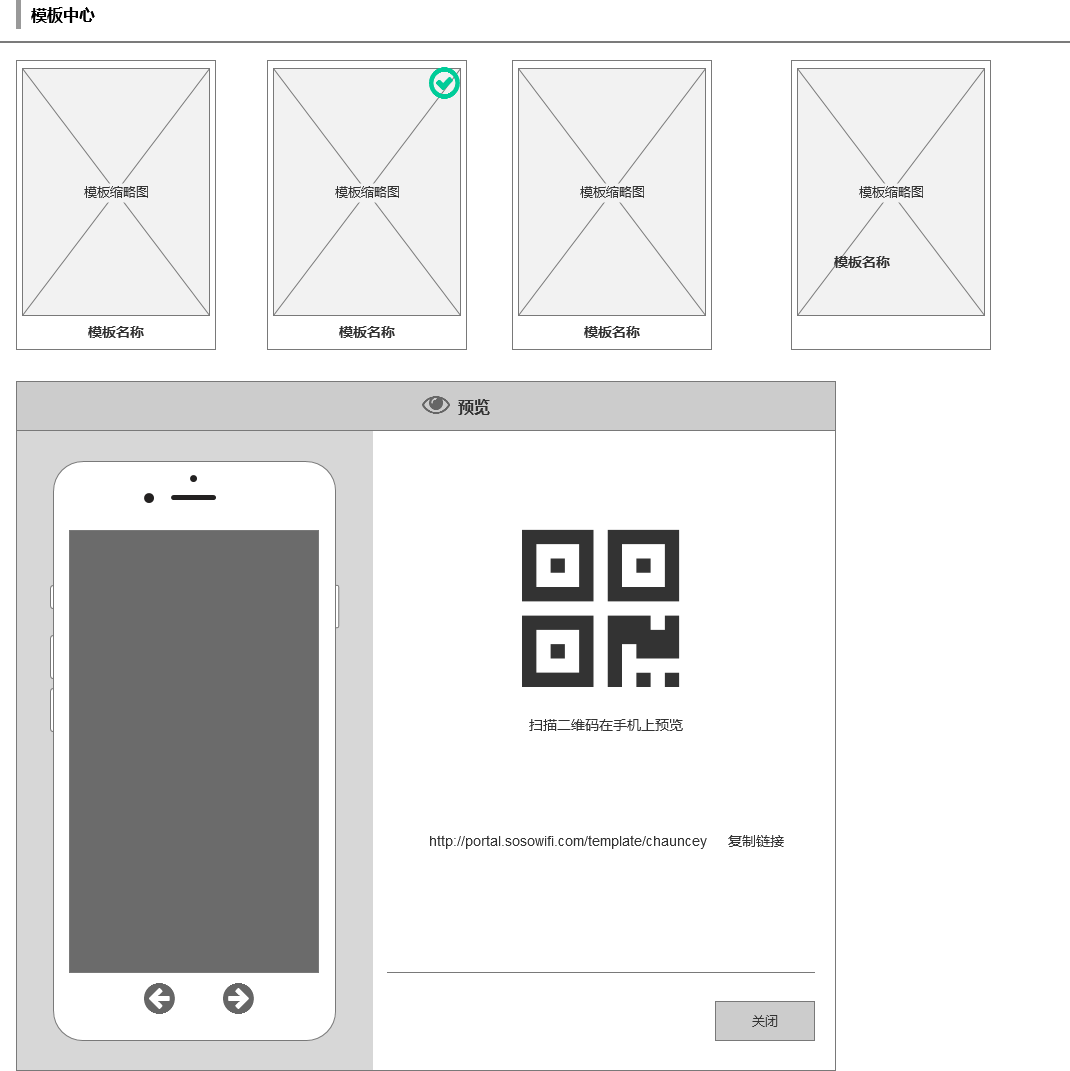 模板中心
模板缩略图
模板缩略图
模板缩略图
模板缩略图
模板名称
模板名称
模板名称
模板名称
预览
扫描二维码在手机上预览
http://portal.sosowifi.com/template/chauncey 复制链接
关闭